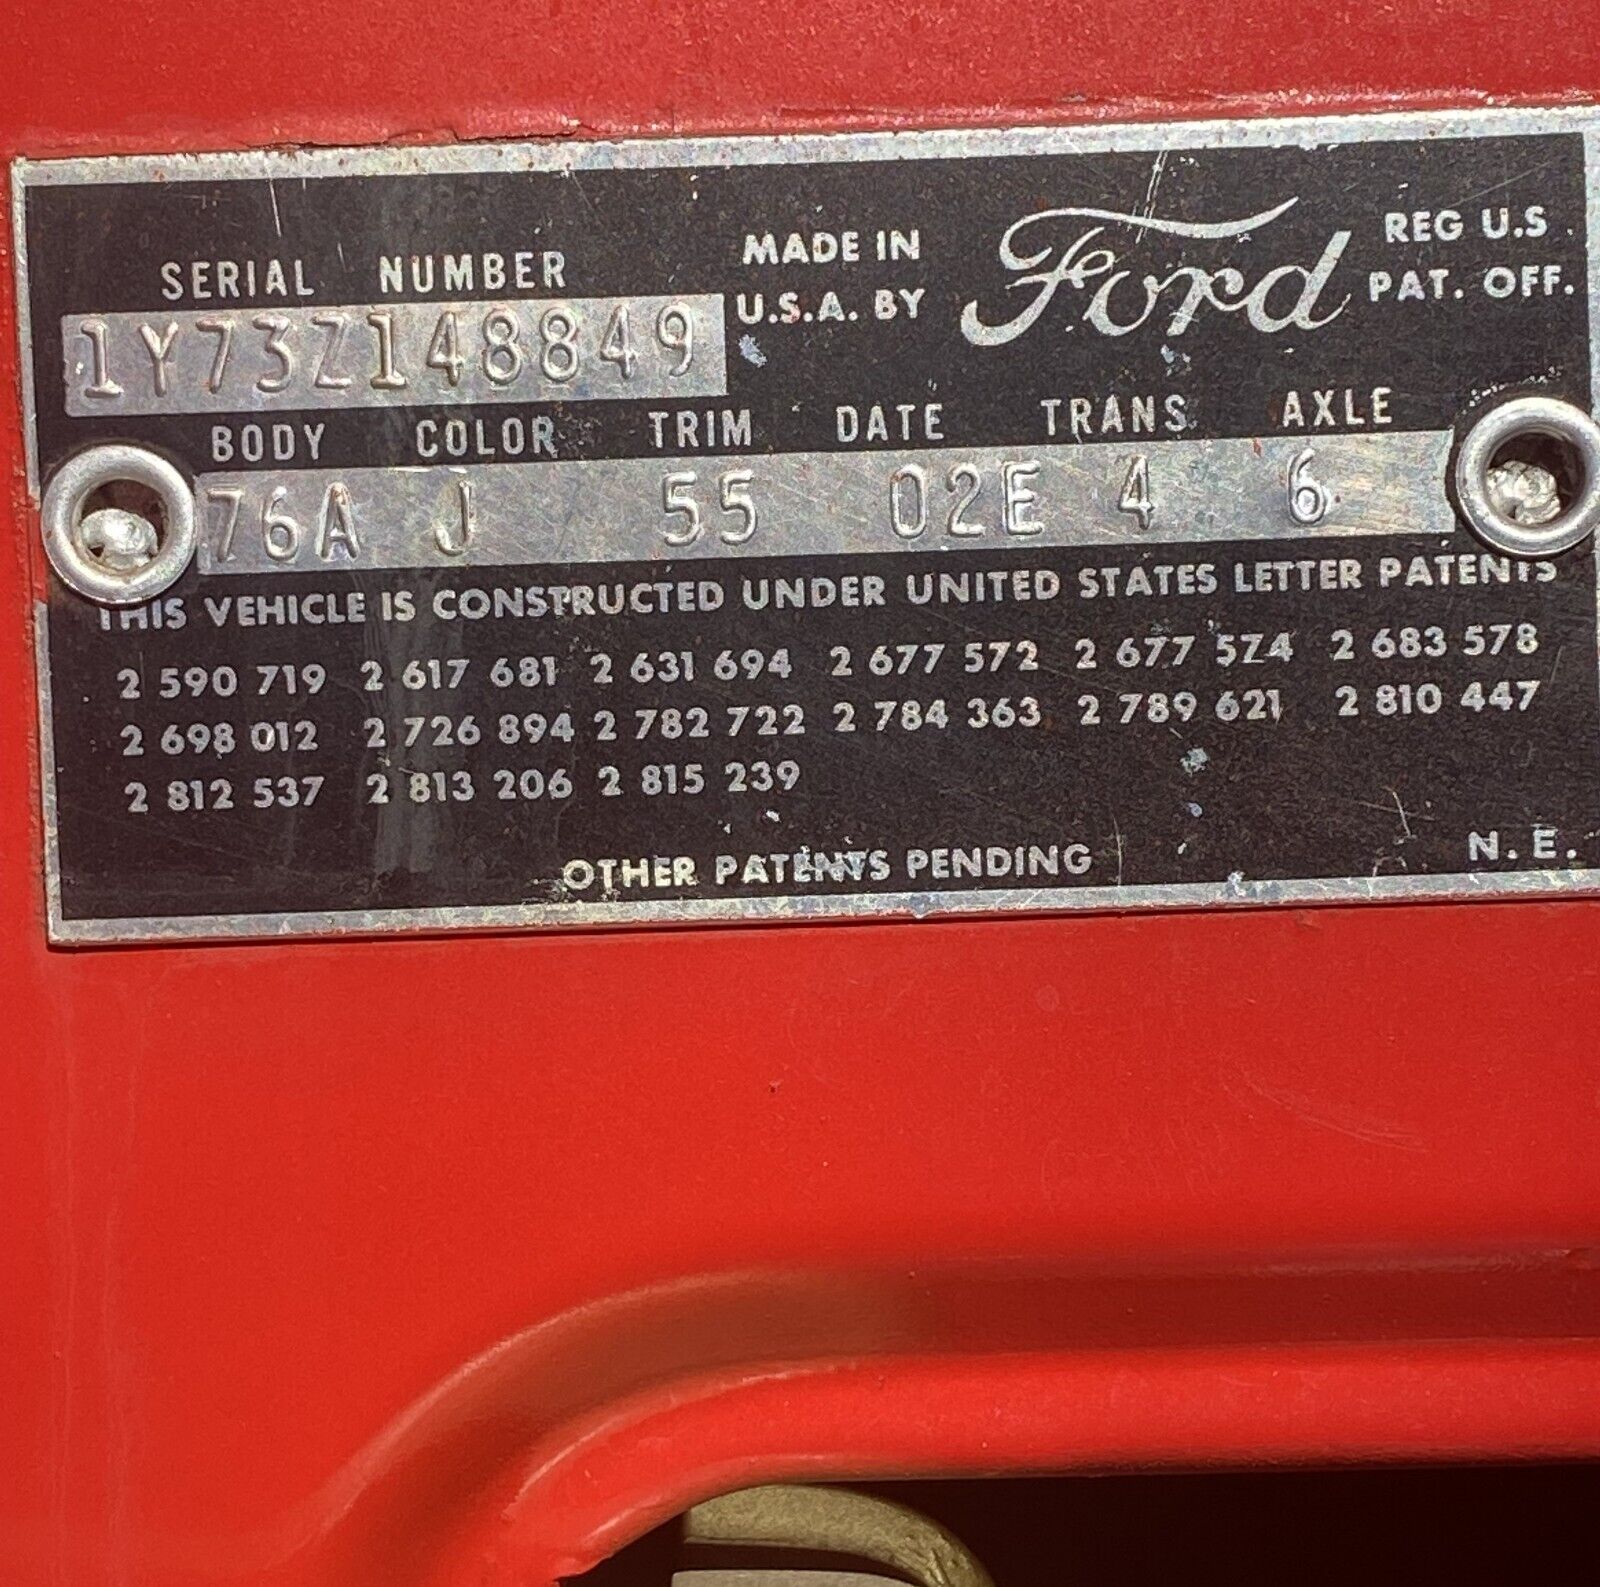 SERIAL NUMBER MADE IN U.S.A. BY Ford REG U.S. PAT. OFF.
1Y73Z148849
BODY COLOR TRIM DATE TRANS. AXLE
76A J 55 02E 4 6
THIS VEHICLE IS CONSTRUCTED UNDER UNITED STATES LETTER PATENTS
2 590 719 2 617 681 2 631 694 2 677 572 2 677 574 2 683 578
2 698 012 2 726 894 2 782 722 2 784 363 2 789 621 2 810 447
2 812 537 2 813 206 2 815 239
OTHER PATENTS PENDING
N. E.